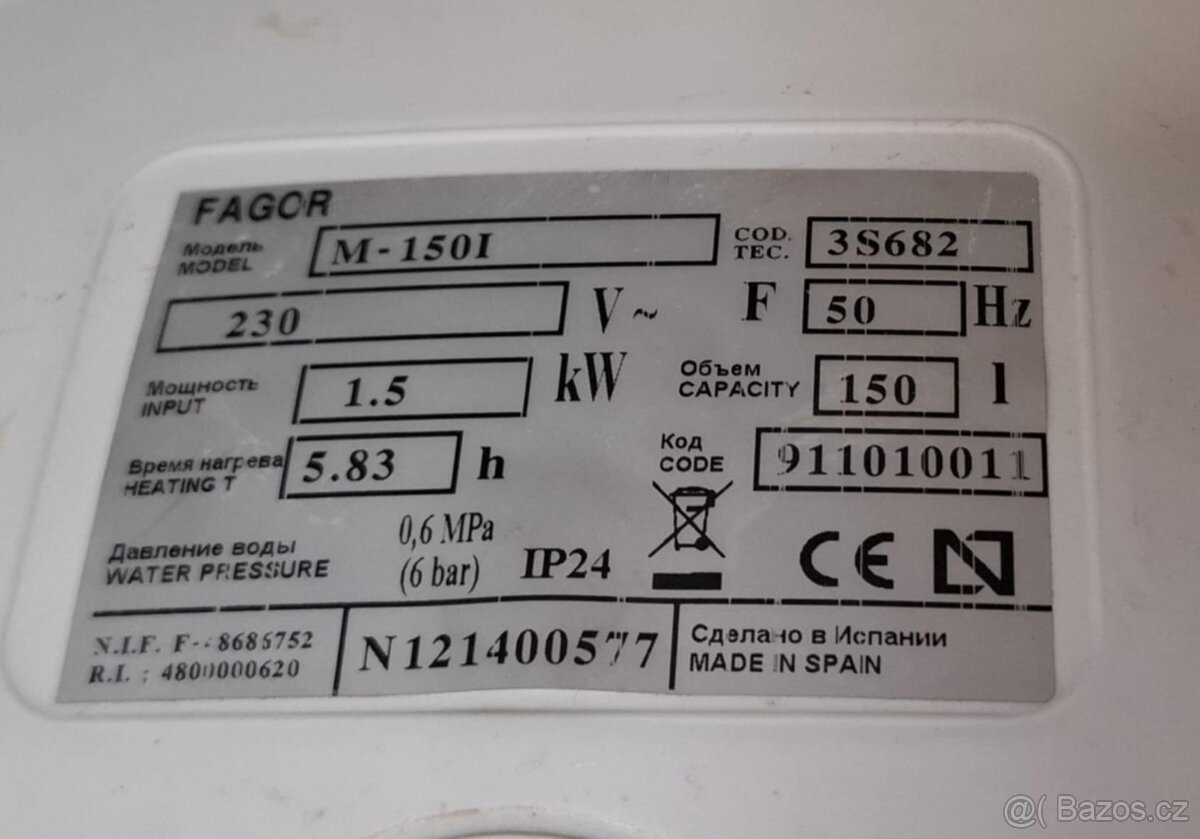 FAGOR
Модель
MODEL
M-150I
COD.
TEC.
3S682
230 V~
F 50 Hz
Мощность
INPUT
1.5 kW
Объем
CAPACITY
150 l
Время нагрева
HEATING T
5.83 h
Код
CODE
911010011
Давление воды
WATER PRESSURE
0,6 MPa
(6 bar)
IP24
CE N
N.I.F. F-48686752
R.I. : 4800000620
N121400577
Сделано в Испании
MADE IN SPAIN
@( Bazos.cz